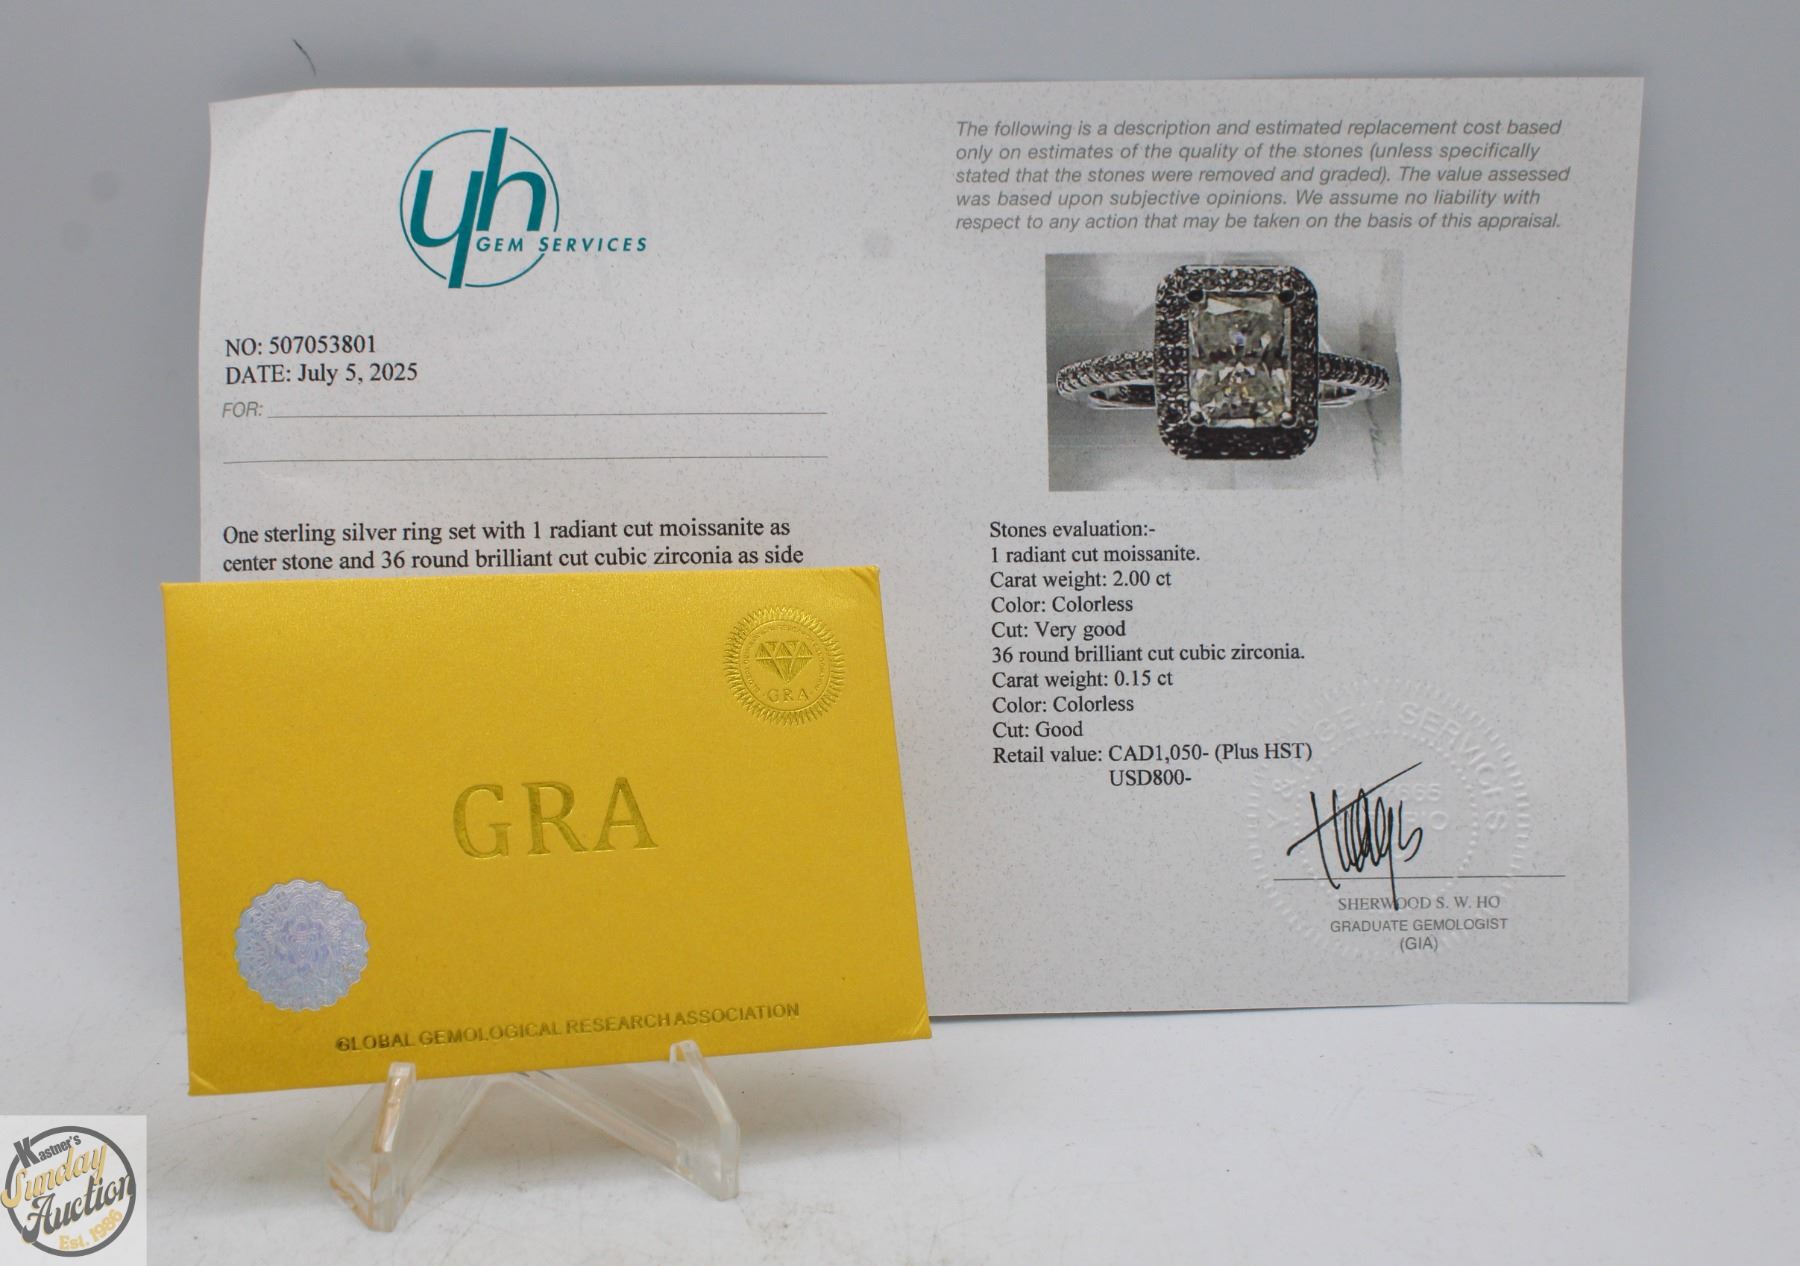 yh
GEM SERVICES
NO: 507053801
DATE: July 5, 2025
FOR:
One sterling silver ring set with 1 radiant cut moissanite as
center stone and 36 round brilliant cut cubic zirconia as side
The following is a description and estimated replacement cost based
only on estimates of the quality of the stones (unless specifically
stated that the stones were removed and graded). The value assessed
was based upon subjective opinions. We assume no liability with
respect to any action that may be taken on the basis of this appraisal.
Stones evaluation:-
1 radiant cut moissanite.
Carat weight: 2.00 ct
Color: Colorless
Cut: Very good
36 round brilliant cut cubic zirconia.
Carat weight: 0.15 ct
Color: Colorless
Cut: Good
Retail value: CAD1,050- (Plus HST)
USD800-
SHERWOOD S. W. HO
GRADUATE GEMOLOGIST
(GIA)
GRA
GRA
GLOBAL GEMOLOGICAL RESEARCH ASSOCIATION
Kastner's
Sunday
Auction
Est. 1986